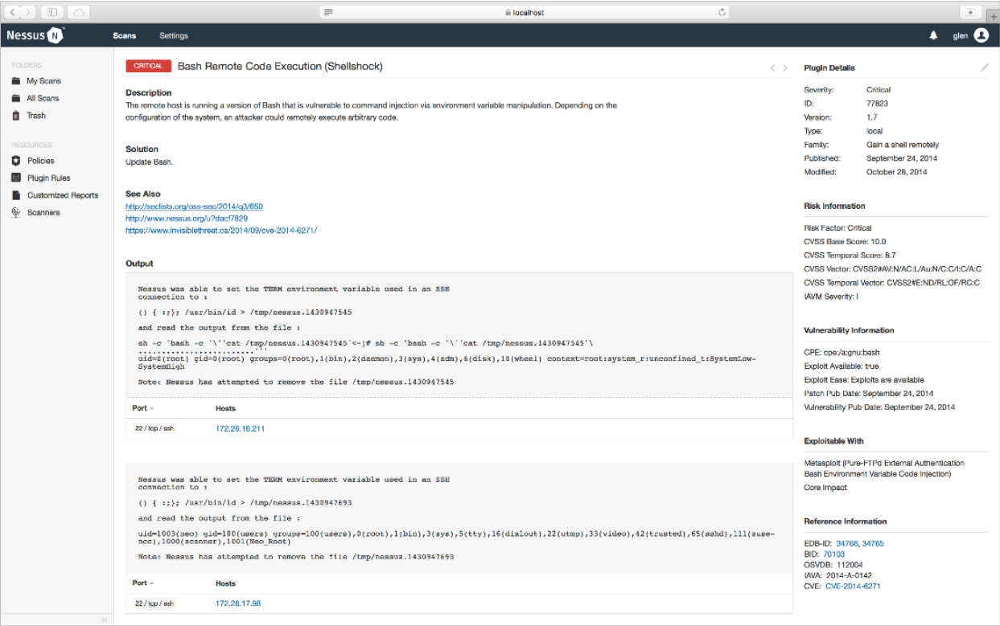 localhost
Nessus N
Scans
Settings
glen
FOLDERS
My Scans
All Scans
Trash
RESOURCES
Policies
Plugin Rules
Customized Reports
Scanners
CRITICAL Bash Remote Code Execution (Shellshock)
Description
The remote host is running a version of Bash that is vulnerable to command injection via environment variable manipulation. Depending on the
configuration of the system, an attacker could remotely execute arbitrary code.
Solution
Update Bash.
See Also
http://seclists.org/oss-sec/2014/q3/650
http://www.nessus.org/u?dacf7829
https://www.invisiblethreat.ca/2014/09/cve-2014-6271/
Output
Nessus was able to set the TERM environment variable used in an SSH
connection to :
() { :;}; /usr/bin/id > /tmp/nessus.1430947545
and read the output from the file :
sh -c 'bash -c '\''cat /tmp/nessus.1430947545'<~]# sh -c 'bash -c '\''cat /tmp/nessus.1430947545'\
.........................'''
uid=0(root) gid=0(root) groups=0(root),1(bin),2(daemon),3(sys),4(adm),6(disk),10(wheel) context=root:system_r:unconfined_t:SystemLow-
SystemHigh
Note: Nessus has attempted to remove the file /tmp/nessus.1430947545
Port Hosts
22 / tcp / ssh 172.26.16.211
Nessus was able to set the TERM environment variable used in an SSH
connection to :
() { :;}; /usr/bin/id > /tmp/nessus.1430947693
and read the output from the file :
uid=1003(neo) gid=100(users) groups=100(users),0(root),1(bin),3(sys),5(tty),16(dialout),22(utmp),33(video),42(trusted),65(sshd),111(suse-
ncc),1000(scanner),1001(Neo_Root)
Note: Nessus has attempted to remove the file /tmp/nessus.1430947693
Port Hosts
22 / tcp / ssh 172.26.17.98
Plugin Details
Severity: Critical
ID: 77823
Version: 1.7
Type: local
Family: Gain a shell remotely
Published: September 24, 2014
Modified: October 28, 2014
Risk Information
Risk Factor: Critical
CVSS Base Score: 10.0
CVSS Temporal Score: 8.7
CVSS Vector: CVSS2#AV:N/AC:L/Au:N/C:C/I:C/A:C
CVSS Temporal Vector: CVSS2#E:ND/RL:OF/RC:C
IAVM Severity: I
Vulnerability Information
CPE: cpe:/a:gnu:bash
Exploit Available: true
Exploit Ease: Exploits are available
Patch Pub Date: September 24, 2014
Vulnerability Pub Date: September 24, 2014
Exploitable With
Metasploit (Pure-FTPd External Authentication
Bash Environment Variable Code Injection)
Core Impact
Reference Information
EDB-ID: 34766, 34765
BID: 70103
OSVDB: 112004
IAVA: 2014-A-0142
CVE: CVE-2014-6271